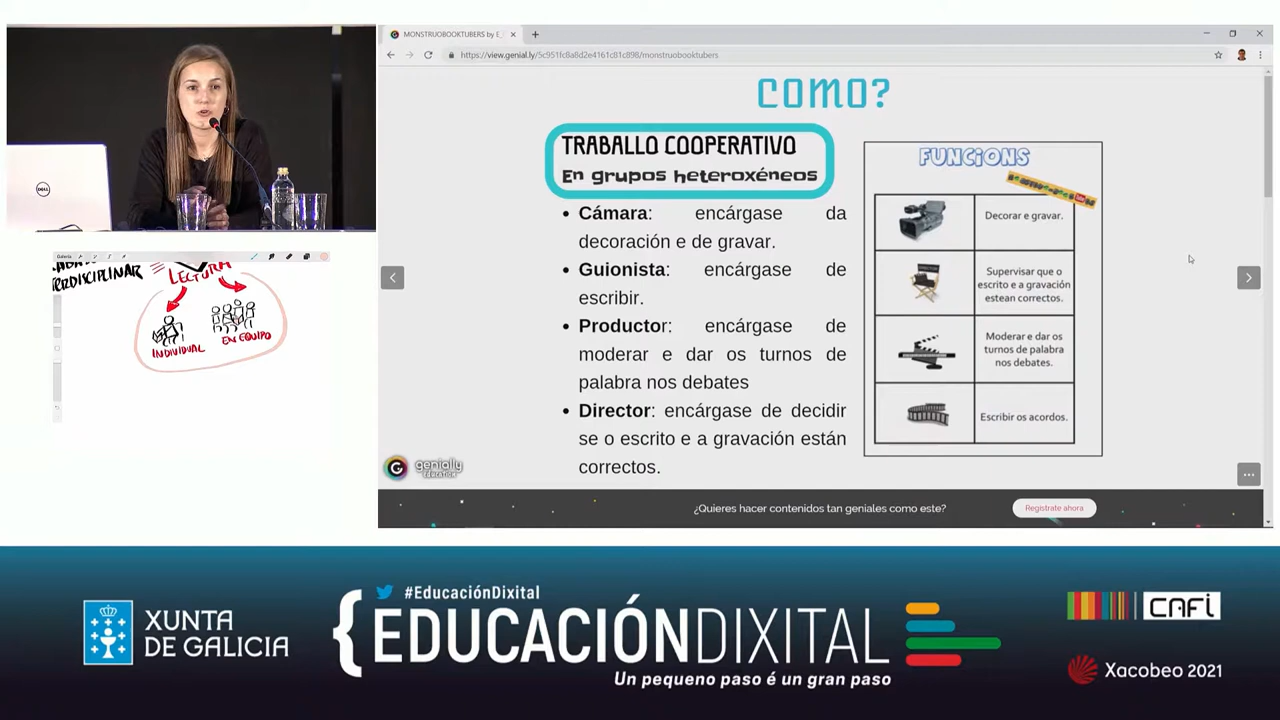 MONSTRUOBOOKTUBERS by E_
https://view.genial.ly/5c951fc8a8d2e4161c81c898/monstruobooktubers
COMO?
TRABALLO COOPERATIVO
En grupos heteroxéneos
• Cámara: encárgase da
decoración e de gravar.
• Guionista: encárgase de
escribir.
• Productor: encárgase de
moderar e dar os turnos de
palabra nos debates
• Director: encárgase de decidir
se o escrito e a gravación están
correctos.
FUNCIONS
Decorar e gravar.
Supervisar que o
escrito e a gravación
estean correctos.
Moderar e dar os
turnos de palabra
nos debates.
Escribir os acordos.
genially
EDUCATION
¿Quieres hacer contenidos tan geniales como este?
Regístrate ahora
DELL
Galería
LECTURA
INDIVIDUAL
EN EQUIPO
XUNTA
DE GALICIA
#EducaciónDixital
{EDUCACIÓNDIXITAL
Un pequeno paso é un gran paso
CAFi
Xacobeo 2021